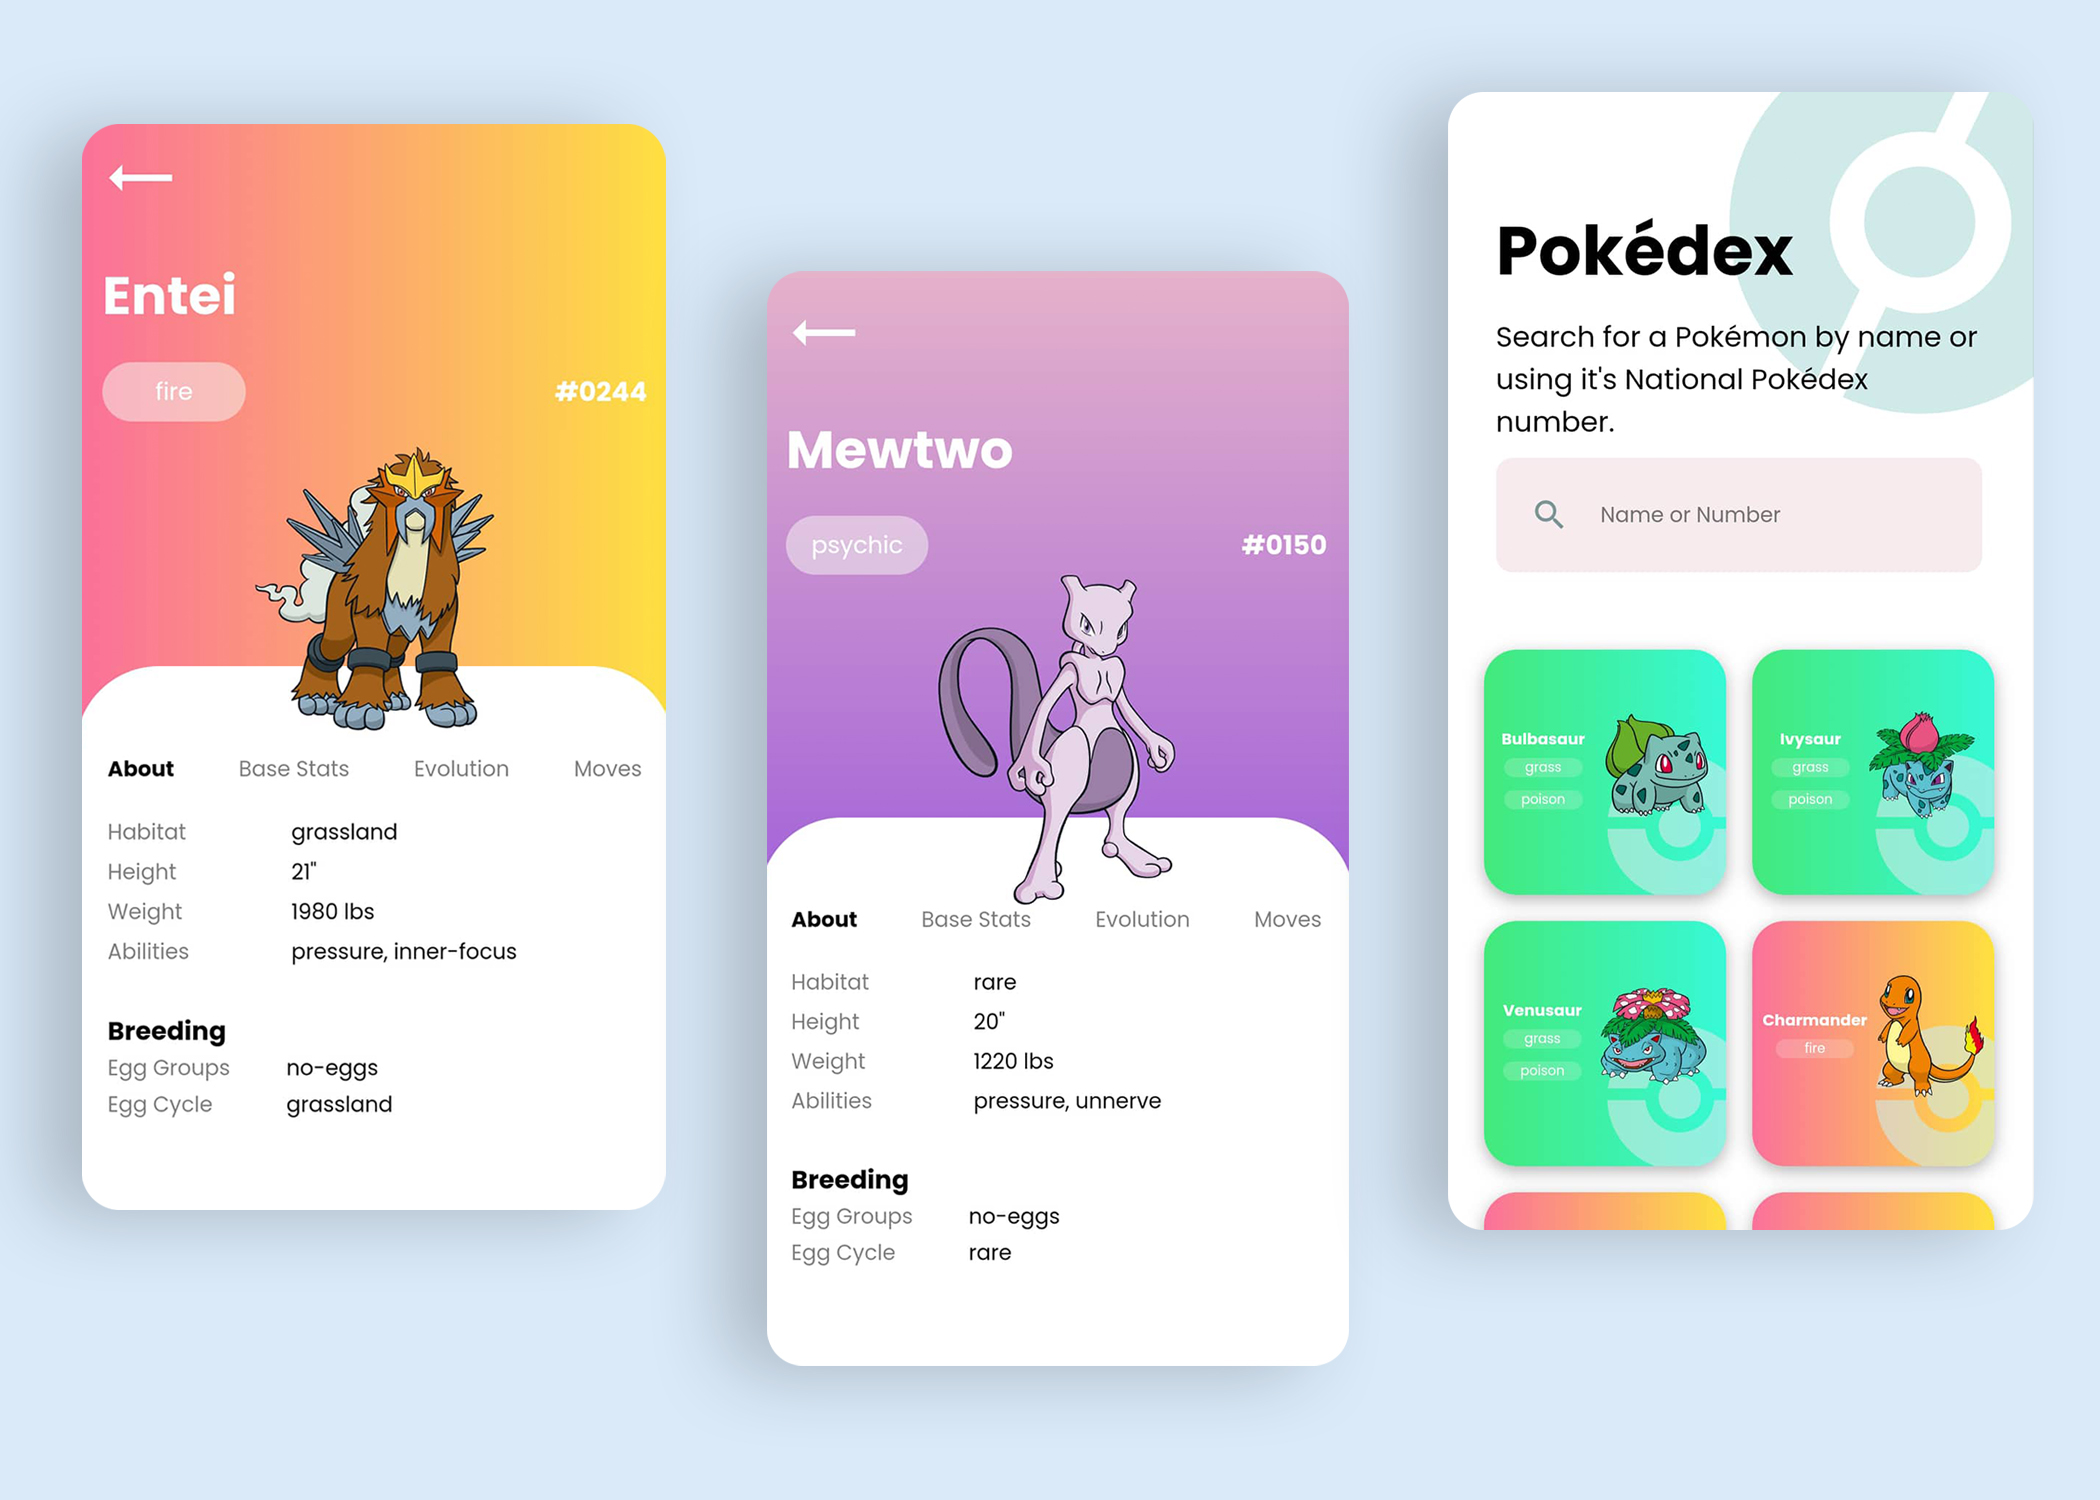 Entei
fire
#0244
About Base Stats Evolution Moves
Habitat grassland
Height 21"
Weight 1980 lbs
Abilities pressure, inner-focus
Breeding
Egg Groups no-eggs
Egg Cycle grassland
Mewtwo
psychic
#0150
About Base Stats Evolution Moves
Habitat rare
Height 20"
Weight 1220 lbs
Abilities pressure, unnerve
Breeding
Egg Groups no-eggs
Egg Cycle rare
Pokédex
Search for a Pokémon by name or
using it's National Pokédex
number.
Name or Number
Bulbasaur
grass
poison
Ivysaur
grass
poison
Venusaur
grass
poison
Charmander
fire